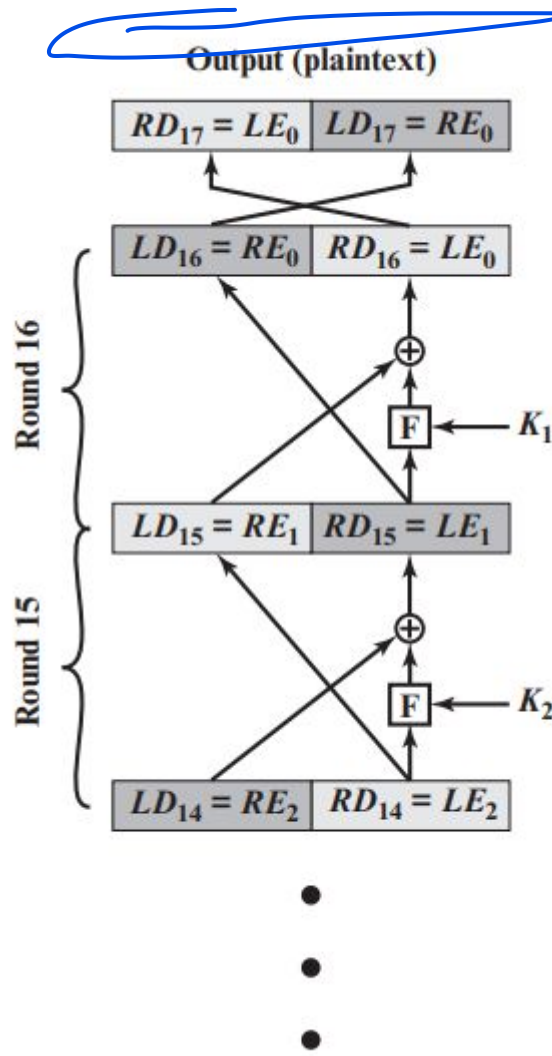 Output (plaintext)
RD₁₇ = LE₀ LD₁₇ = RE₀
LD₁₆ = RE₀ RD₁₆ = LE₀
Round 16
F K₁
LD₁₅ = RE₁ RD₁₅ = LE₁
Round 15
F K₂
LD₁₄ = RE₂ RD₁₄ = LE₂